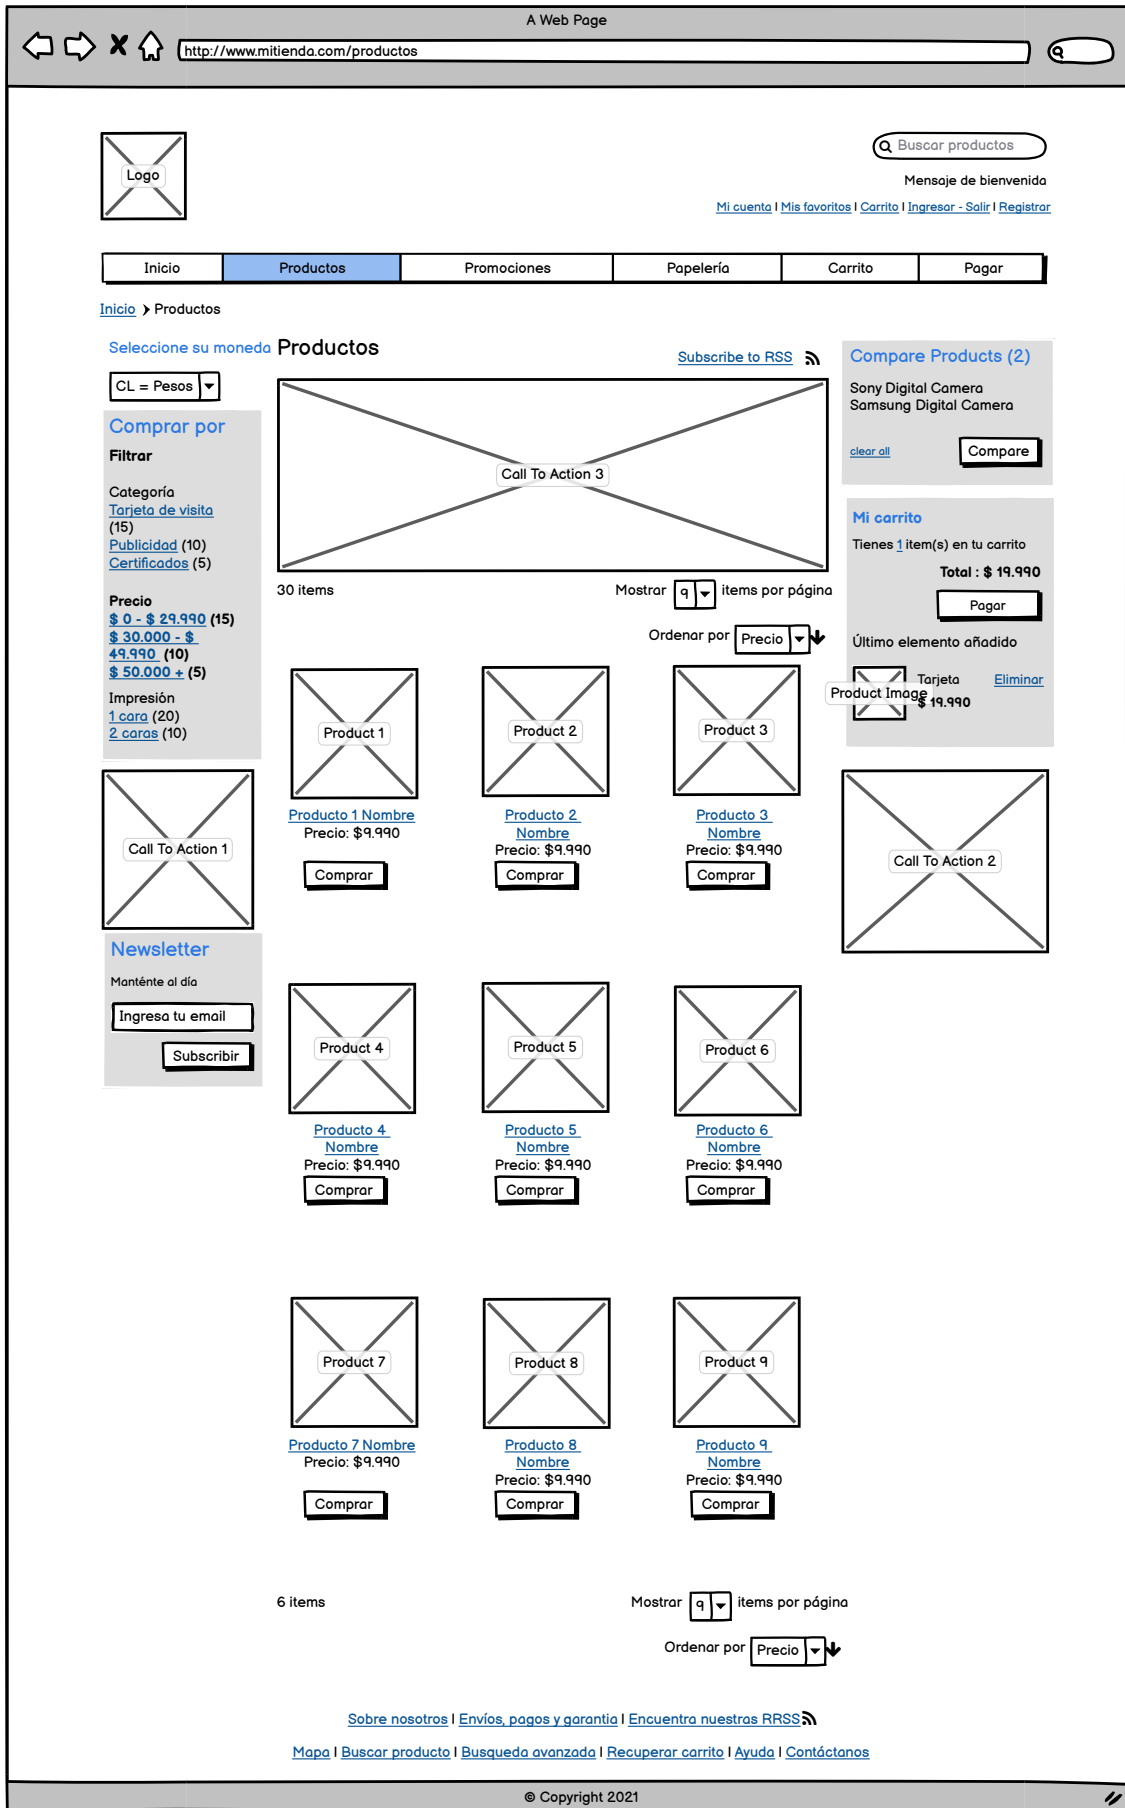 A Web Page
http://www.mitienda.com/productos
Logo
Buscar productos
Mensaje de bienvenida
Mi cuenta | Mis favoritos | Carrito | Ingresar - Salir | Registrar
Inicio Productos Promociones Papelería Carrito Pagar
Inicio Productos
Seleccione su moneda
CL = Pesos
Comprar por
Filtrar
Categoría
Tarjeta de visita
(15)
Publicidad (10)
Certificados (5)
Precio
$ 0 - $ 29.990 (15)
$ 30.000 - $
49.990 (10)
$ 50.000 + (5)
Impresión
1 cara (20)
2 caras (10)
Call To Action 1
Newsletter
Manténte al día
Ingresa tu email
Subscribir
Productos
Subscribe to RSS
Call To Action 3
30 items
Mostrar 9 items por página
Ordenar por Precio
Product 1
Product 2
Product 3
Producto 1 Nombre
Precio: $9.990
Comprar
Producto 2
Nombre
Precio: $9.990
Comprar
Producto 3
Nombre
Precio: $9.990
Comprar
Product 4
Product 5
Product 6
Producto 4
Nombre
Precio: $9.990
Comprar
Producto 5
Nombre
Precio: $9.990
Comprar
Producto 6
Nombre
Precio: $9.990
Comprar
Product 7
Product 8
Product 9
Producto 7 Nombre
Precio: $9.990
Comprar
Producto 8
Nombre
Precio: $9.990
Comprar
Producto 9
Nombre
Precio: $9.990
Comprar
6 items
Mostrar 9 items por página
Ordenar por Precio
Compare Products (2)
Sony Digital Camera
Samsung Digital Camera
clear all
Compare
Mi carrito
Tienes 1 item(s) en tu carrito
Total : $ 19.990
Pagar
Último elemento añadido
Product Image
Tarjeta
$ 19.990
Eliminar
Call To Action 2
Sobre nosotros | Envíos, pagos y garantia | Encuentra nuestras RRSS
Mapa | Buscar producto | Busqueda avanzada | Recuperar carrito | Ayuda | Contáctanos
© Copyright 2021